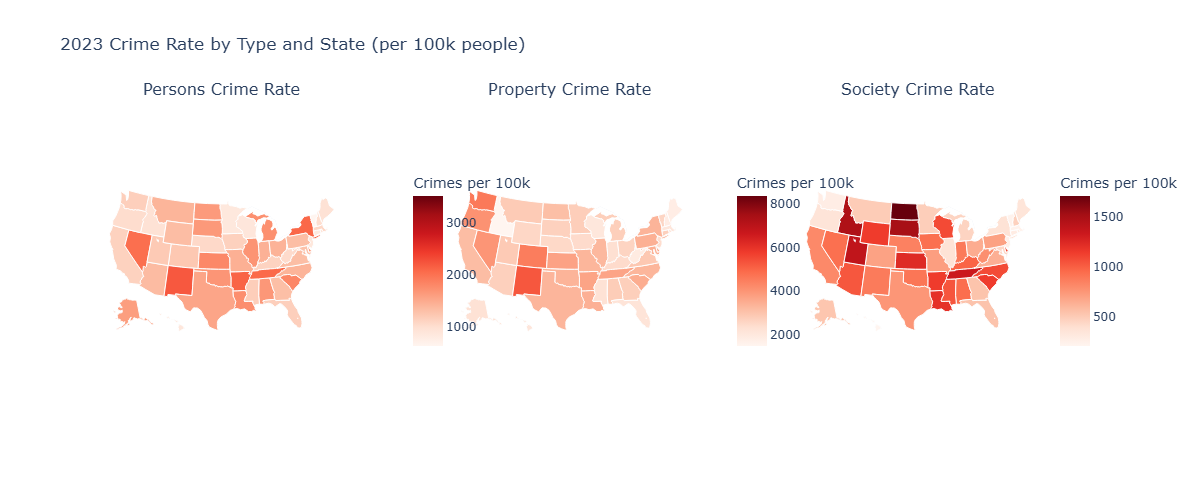 2023 Crime Rate by Type and State (per 100k people)
Persons Crime Rate
Property Crime Rate
Society Crime Rate
Crimes per 100k
3000
2000
1000
Crimes per 100k
8000
6000
4000
2000
Crimes per 100k
1500
1000
500